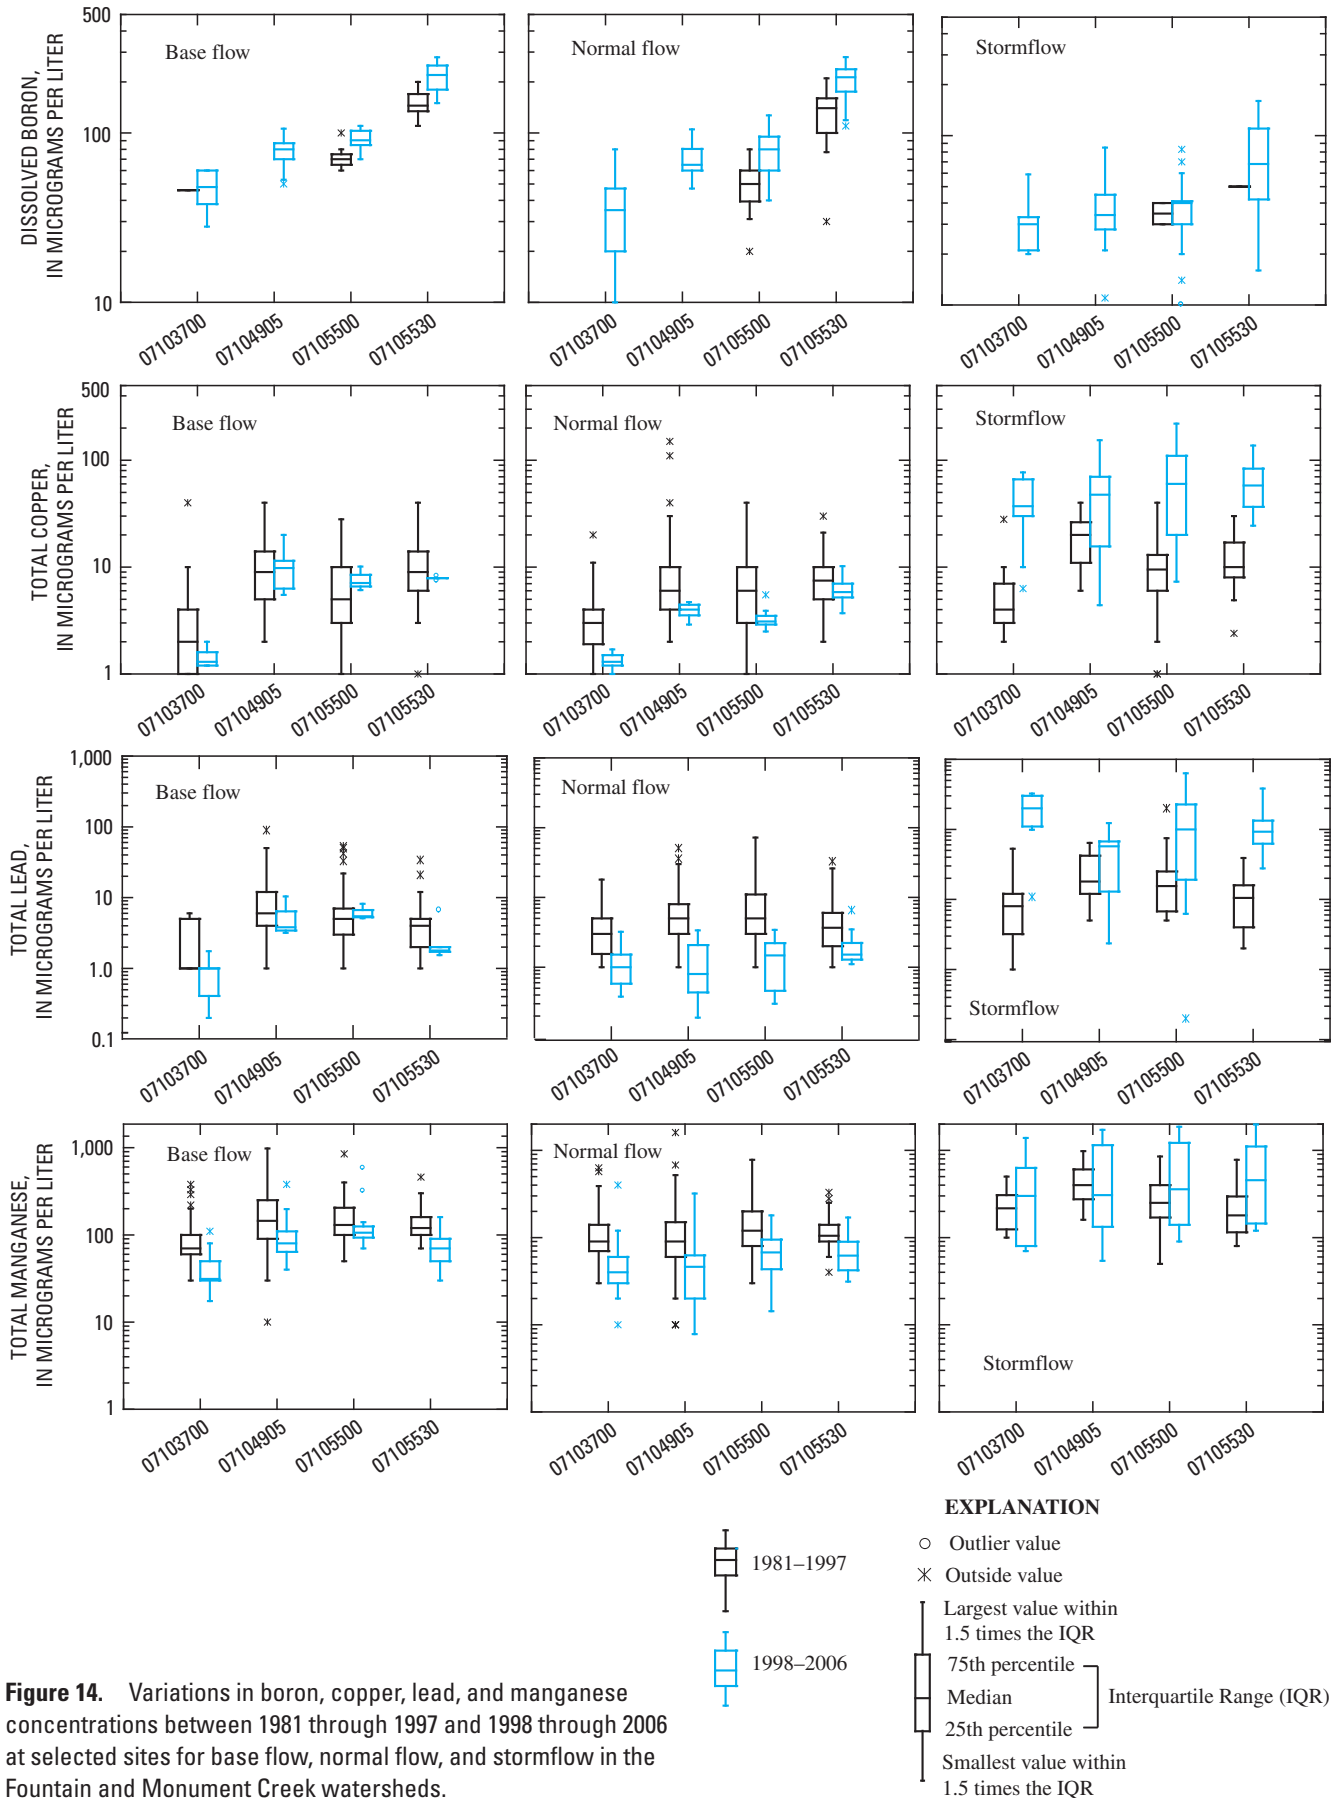 DISSOLVED BORON,
IN MICROGRAMS PER LITER
500
100
10
Base flow
Normal flow
Stormflow
07103700
07104905
07105500
07105530
07103700
07104905
07105500
07105530
07103700
07104905
07105500
07105530
TOTAL COPPER,
IN MICROGRAMS PER LITER
500
100
10
1
Base flow
Normal flow
Stormflow
07103700
07104905
07105500
07105530
07103700
07104905
07105500
07105530
07103700
07104905
07105500
07105530
TOTAL LEAD,
IN MICROGRAMS PER LITER
1,000
100
10
1.0
0.1
Base flow
Normal flow
Stormflow
07103700
07104905
07105500
07105530
07103700
07104905
07105500
07105530
07103700
07104905
07105500
07105530
TOTAL MANGANESE,
IN MICROGRAMS PER LITER
1,000
100
10
1
Base flow
Normal flow
Stormflow
07103700
07104905
07105500
07105530
07103700
07104905
07105500
07105530
07103700
07104905
07105500
07105530
1981–1997
1998–2006
EXPLANATION
Outlier value
Outside value
Largest value within
1.5 times the IQR
75th percentile
Median
25th percentile
Interquartile Range (IQR)
Smallest value within
1.5 times the IQR
Figure 14. Variations in boron, copper, lead, and manganese
concentrations between 1981 through 1997 and 1998 through 2006
at selected sites for base flow, normal flow, and stormflow in the
Fountain and Monument Creek watersheds.